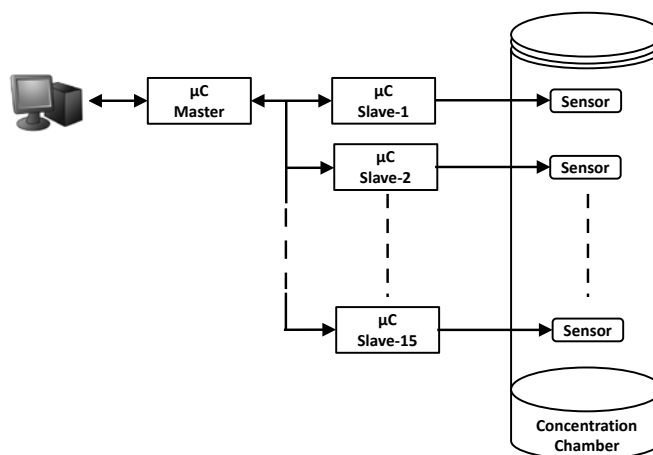 µC
Master
µC
Slave-1
Sensor
µC
Slave-2
Sensor
µC
Slave-15
Sensor
Concentration
Chamber